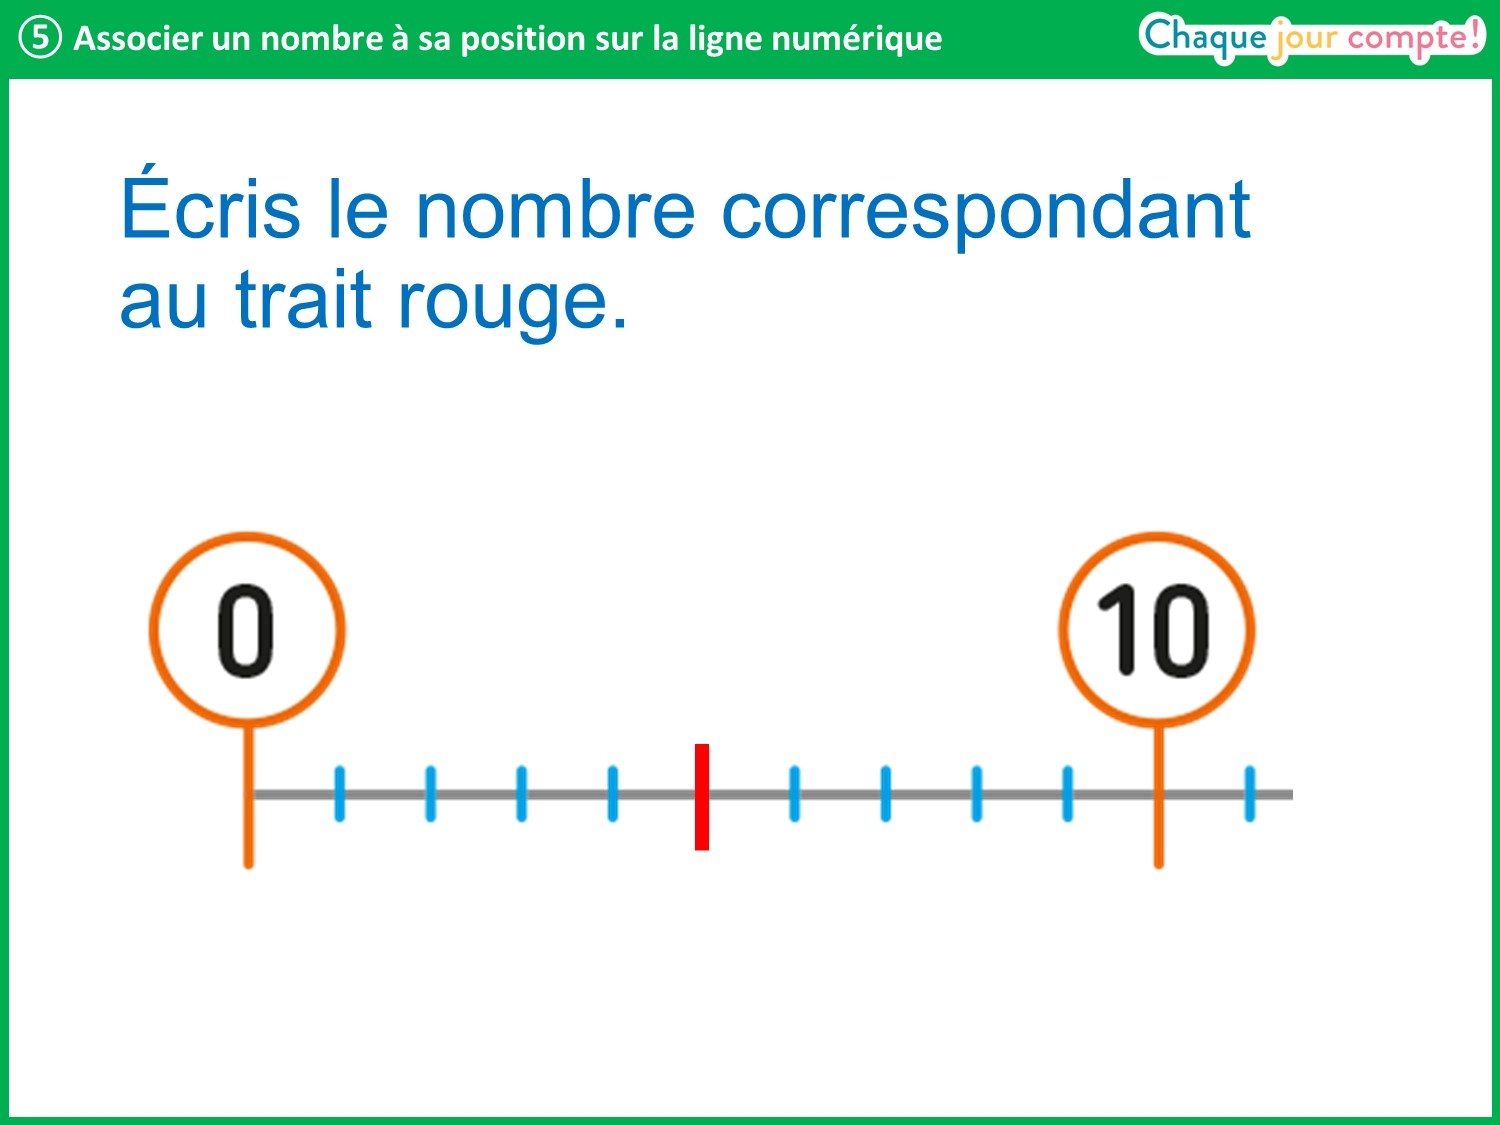 ⑤ Associer un nombre à sa position sur la ligne numérique
Chaque jour compte!
Écris le nombre correspondant
au trait rouge.
0
10